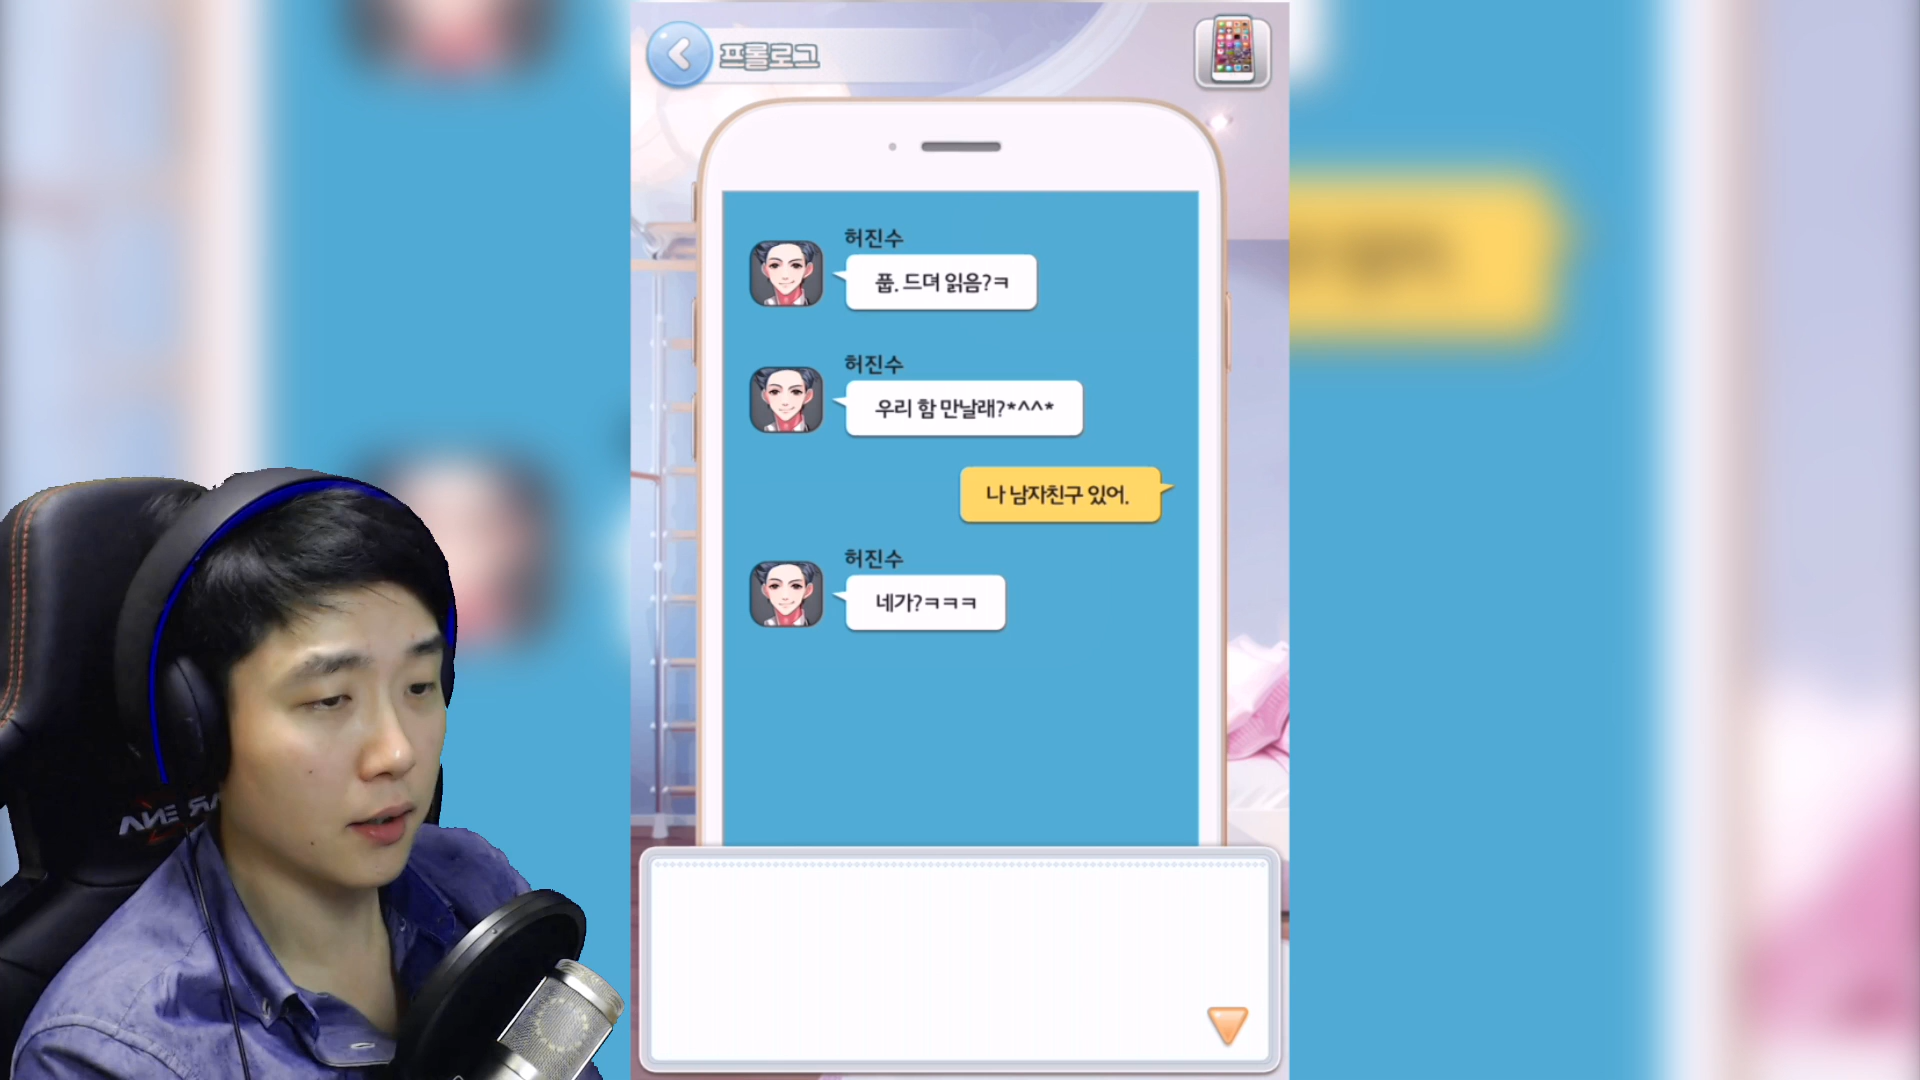 프롤로그
허진수
풉. 드뎌 읽음?ㅋ
허진수
우리 함 만날래?*^^*
나 남자친구 있어.
허진수
네가?ㅋㅋㅋ